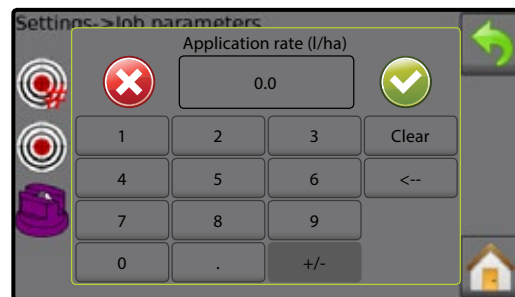 Settings->Job parameters
Application rate (l/ha)
0.0
1 2 3 Clear
4 5 6 <--
7 8 9
0 . +/-